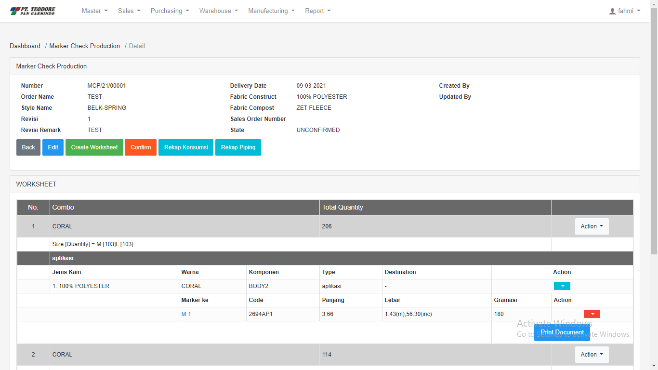 PT. TEODORE PAN GARMINDO Master Sales Purchasing Warehouse Manufacturing Report fahmi
Dashboard / Marker Check Production / Detail
Marker Check Production
Number MCP/21/00001 Delivery Date 09-03-2021 Created By
Order Name TEST Fabric Construct 100% POLYESTER Updated By
Style Name BELK-SPRING Fabric Compost ZET FLEECE
Revisi 1 Sales Order Number
Revisi Remark TEST State UNCONFIRMED
Back Edit Create Worksheet Confirm Rekap Konsumsi Rekap Piping
WORKSHEET
No. Combo Total Quantity
1 CORAL 206 Action
Size [Quantity] = M [103]L [103]
aplikasi
Jenis Kain Warna Komponen Type Destination Action
1. 100% POLYESTER CORAL BODY2 aplikasi -
Marker ke Code Panjang Lebar Gramasi Action
M 1 2694AP1 3.66 1.43(m),56.30(inc) 180
Print Document
Activate Windows
Go to Settings to activate Windows.
2 CORAL 114 Action